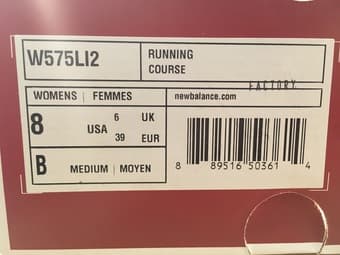 W575LI2
RUNNING
COURSE
FACTORY
WOMENS | FEMMES
newbalance.com
8 USA 6 UK
39 EUR
B MEDIUM | MOYEN
8 89516 50361 4